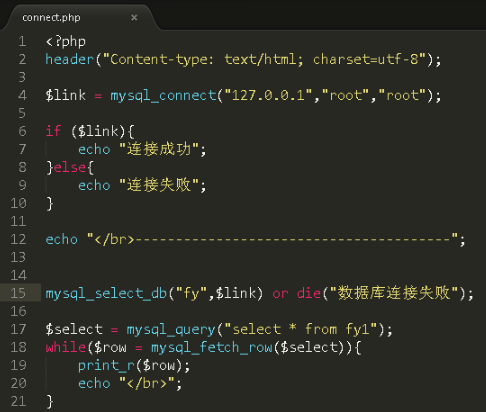 connect.php ×
1 <?php
2 header("Content-type: text/html; charset=utf-8");
3
4 $link = mysql_connect("127.0.0.1","root","root");
5
6 if ($link){
7     echo "连接成功";
8 }else{
9     echo "连接失败";
10 }
11
12 echo "</br>---------------------------------------";
13
14
15 mysql_select_db("fy",$link) or die("数据库连接失败");
16
17 $select = mysql_query("select * from fy1");
18 while($row = mysql_fetch_row($select)){
19     print_r($row);
20     echo "</br>";
21 }